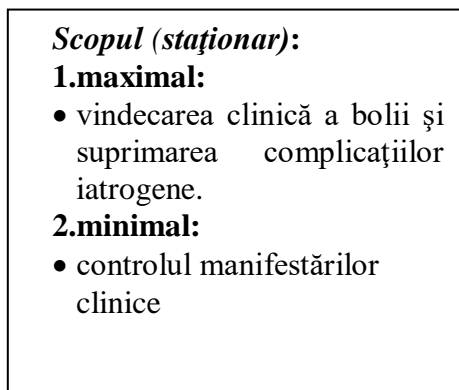 Scopul (staţionar):
1.maximal:
• vindecarea clinică a bolii şi
suprimarea complicaţiilor
iatrogene.
2.minimal:
• controlul manifestărilor
clinice